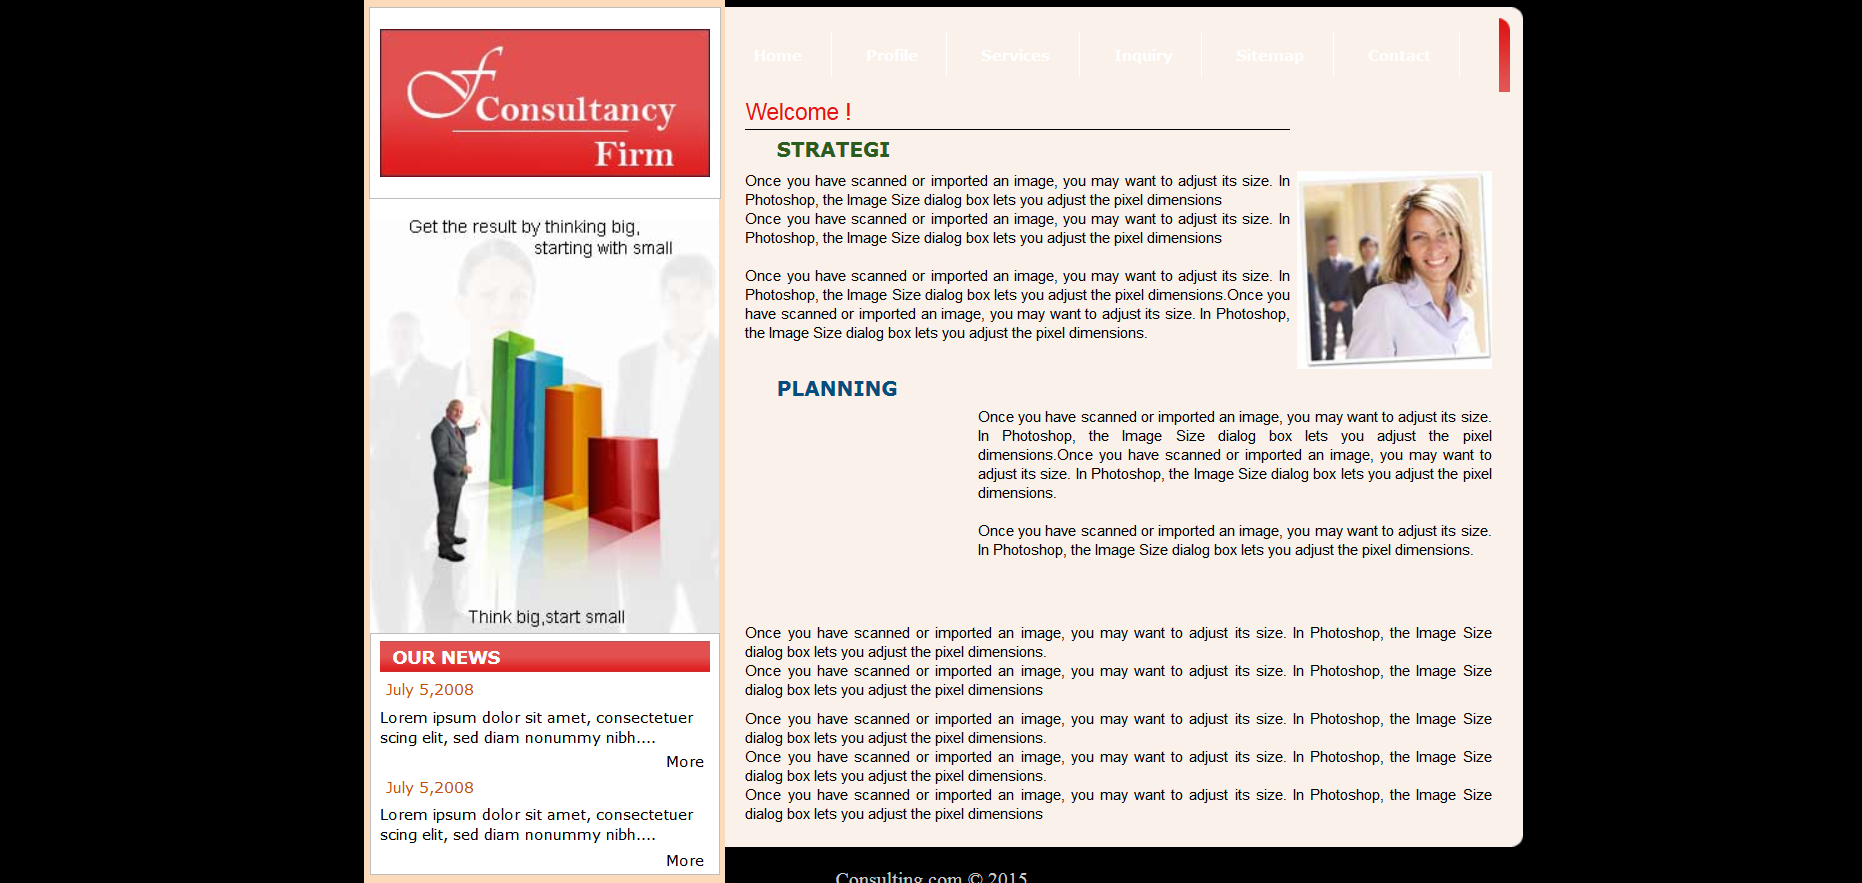 f Consultancy
Firm
Get the result by thinking big,
starting with small
Think big,start small
OUR NEWS
July 5,2008
Lorem ipsum dolor sit amet, consectetuer
scing elit, sed diam nonummy nibh....
More
July 5,2008
Lorem ipsum dolor sit amet, consectetuer
scing elit, sed diam nonummy nibh....
More
Home Profile Services Inquiry Sitemap Contact
Welcome !
STRATEGI
Once you have scanned or imported an image, you may want to adjust its size. In
Photoshop, the Image Size dialog box lets you adjust the pixel dimensions
Once you have scanned or imported an image, you may want to adjust its size. In
Photoshop, the Image Size dialog box lets you adjust the pixel dimensions
Once you have scanned or imported an image, you may want to adjust its size. In
Photoshop, the Image Size dialog box lets you adjust the pixel dimensions.Once you
have scanned or imported an image, you may want to adjust its size. In Photoshop,
the Image Size dialog box lets you adjust the pixel dimensions.
PLANNING
Once you have scanned or imported an image, you may want to adjust its size.
In Photoshop, the Image Size dialog box lets you adjust the pixel
dimensions.Once you have scanned or imported an image, you may want to
adjust its size. In Photoshop, the Image Size dialog box lets you adjust the pixel
dimensions.
Once you have scanned or imported an image, you may want to adjust its size.
In Photoshop, the Image Size dialog box lets you adjust the pixel dimensions.
Once you have scanned or imported an image, you may want to adjust its size. In Photoshop, the Image Size
dialog box lets you adjust the pixel dimensions.
Once you have scanned or imported an image, you may want to adjust its size. In Photoshop, the Image Size
dialog box lets you adjust the pixel dimensions
Once you have scanned or imported an image, you may want to adjust its size. In Photoshop, the Image Size
dialog box lets you adjust the pixel dimensions.
Once you have scanned or imported an image, you may want to adjust its size. In Photoshop, the Image Size
dialog box lets you adjust the pixel dimensions.
Once you have scanned or imported an image, you may want to adjust its size. In Photoshop, the Image Size
dialog box lets you adjust the pixel dimensions
Consulting.com © 2015